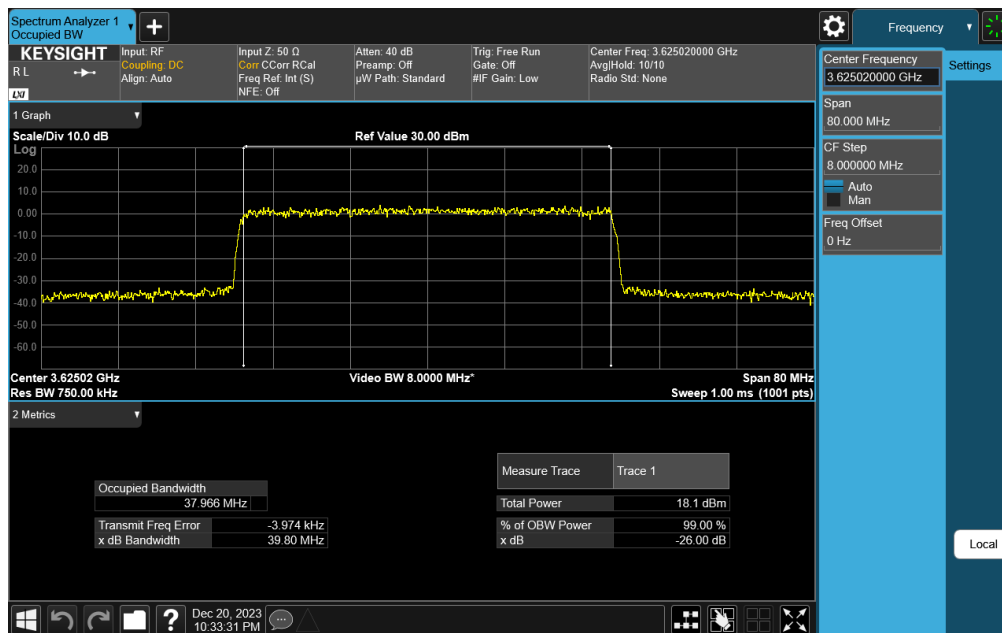 Spectrum Analyzer 1
Occupied BW
Frequency
KEYSIGHT
R L
LXI
Input: RF
Coupling: DC
Align: Auto
Input Z: 50 Ω
Corr CCorr RCal
Freq Ref: Int (S)
NFE: Off
Atten: 40 dB
Preamp: Off
µW Path: Standard
Trig: Free Run
Gate: Off
#IF Gain: Low
Center Freq: 3.625020000 GHz
Avg|Hold: 10/10
Radio Std: None
Center Frequency
3.625020000 GHz
Settings
Span
80.000 MHz
CF Step
8.000000 MHz
Auto
Man
Freq Offset
0 Hz
Local
1 Graph
Scale/Div 10.0 dB
Ref Value 30.00 dBm
Log
20.0
10.0
0.00
-10.0
-20.0
-30.0
-40.0
-50.0
-60.0
Center 3.62502 GHz
Video BW 8.0000 MHz*
Span 80 MHz
Res BW 750.00 kHz
Sweep 1.00 ms (1001 pts)
2 Metrics
Occupied Bandwidth
37.966 MHz
Transmit Freq Error -3.974 kHz
x dB Bandwidth 39.80 MHz
Measure Trace Trace 1
Total Power 18.1 dBm
% of OBW Power 99.00 %
x dB -26.00 dB
?
Dec 20, 2023
10:33:31 PM